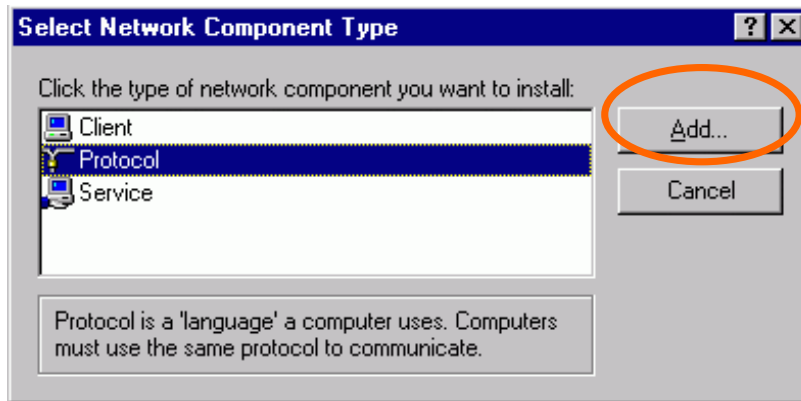 Select Network Component Type
Click the type of network component you want to install:
Client
Protocol
Service
Add...
Cancel
Protocol is a 'language' a computer uses. Computers
must use the same protocol to communicate.